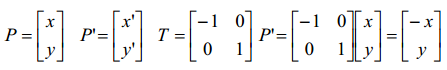 P = [x y] P' = [x' y'] T = [−1 0 0 1] P' = [−1 0 0 1][x y] = [−x y]